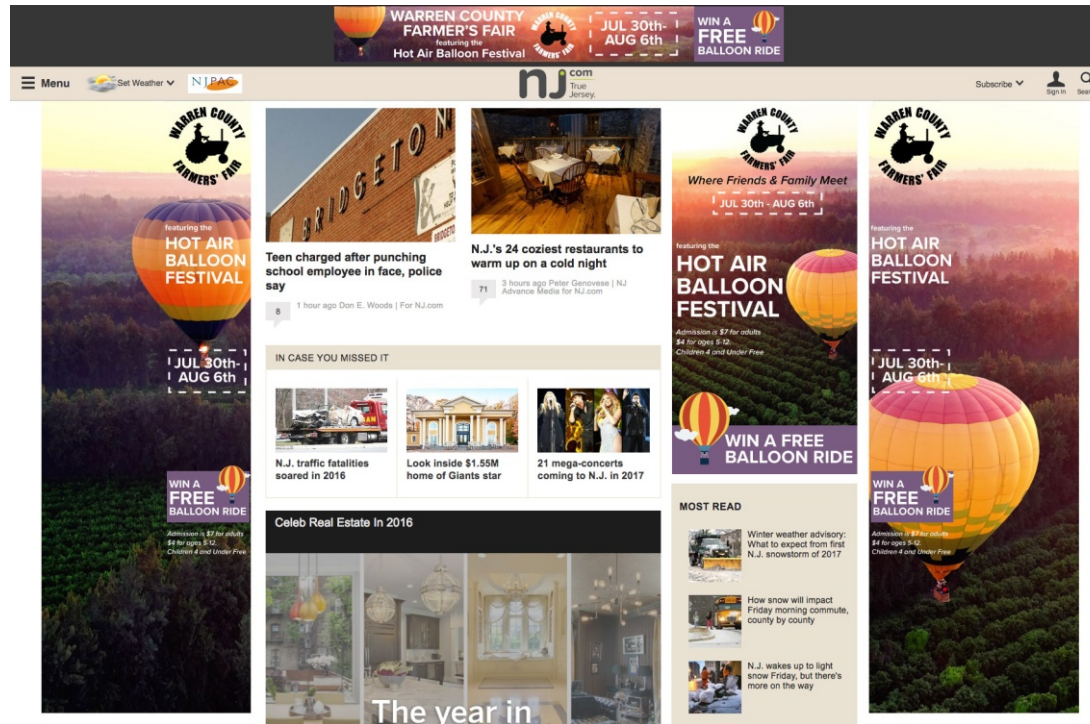 WARREN COUNTY
FARMER'S FAIR
featuring the
Hot Air Balloon Festival
WARREN COUNTY
FARMERS' FAIR
JUL 30th-
AUG 6th
WIN A
FREE
BALLOON RIDE
Menu
Set Weather
NJPAC
nj
com
True
Jersey.
Subscribe
Sign In
WARREN COUNTY
FARMERS' FAIR
featuring the
HOT AIR
BALLOON
FESTIVAL
JUL 30th-
AUG 6th
WIN A
FREE
BALLOON RIDE
Admission is $7 for adults
$4 for ages 5-12.
Children 4 and Under Free
BRIDGETON
BRIDGETO
Teen charged after punching
school employee in face, police
say
8
1 hour ago Don E. Woods | For NJ.com
N.J.'s 24 coziest restaurants to
warm up on a cold night
71
3 hours ago Peter Genovese | NJ
Advance Media for NJ.com
IN CASE YOU MISSED IT
N.J. traffic fatalities
soared in 2016
Look inside $1.55M
home of Giants star
21 mega-concerts
coming to N.J. in 2017
Celeb Real Estate In 2016
The year in
WARREN COUNTY
FARMERS' FAIR
Where Friends & Family Meet
JUL 30th - AUG 6th
featuring the
HOT AIR
BALLOON
FESTIVAL
Admission is $7 for adults
$4 for ages 5-12.
Children 4 and Under Free
WIN A FREE
BALLOON RIDE
MOST READ
Winter weather advisory:
What to expect from first
N.J. snowstorm of 2017
How snow will impact
Friday morning commute,
county by county
N.J. wakes up to light
snow Friday, but there's
more on the way
WARREN COUNTY
FARMERS' FAIR
featuring the
HOT AIR
BALLOON
FESTIVAL
JUL 30th-
AUG 6th
WIN A
FREE
BALLOON RIDE
Admission is $7 for adults
$4 for ages 5-12.
Children 4 and Under Free